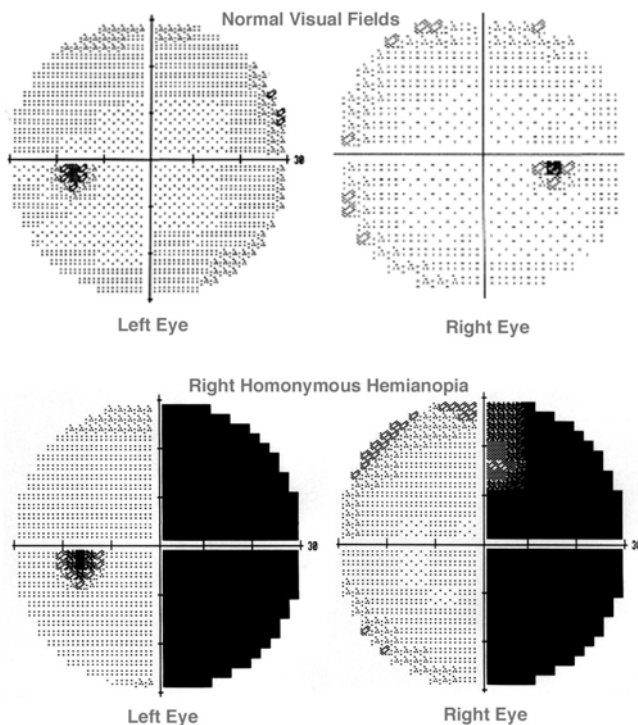 Normal Visual Fields
30
Left Eye
Right Eye
Right Homonymous Hemianopia
30
30
Left Eye
Right Eye